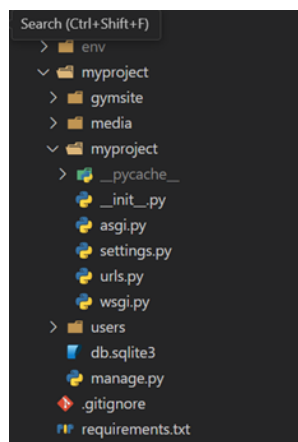 Search (Ctrl+Shift+F)
env
myproject
gymsite
media
myproject
__pycache__
__init__.py
asgi.py
settings.py
urls.py
wsgi.py
users
db.sqlite3
manage.py
.gitignore
requirements.txt